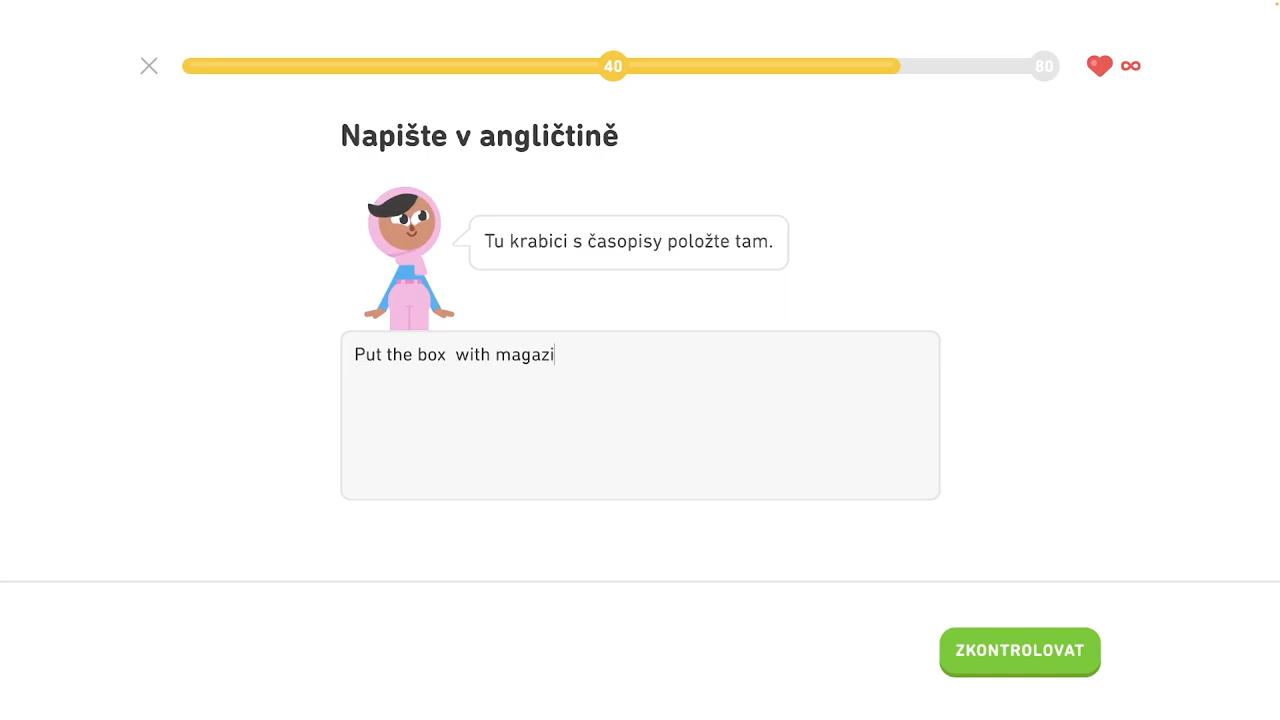 40
80
∞
Napište v angličtině
Tu krabici s časopisy položte tam.
Put the box  with magazi
ZKONTROLOVAT